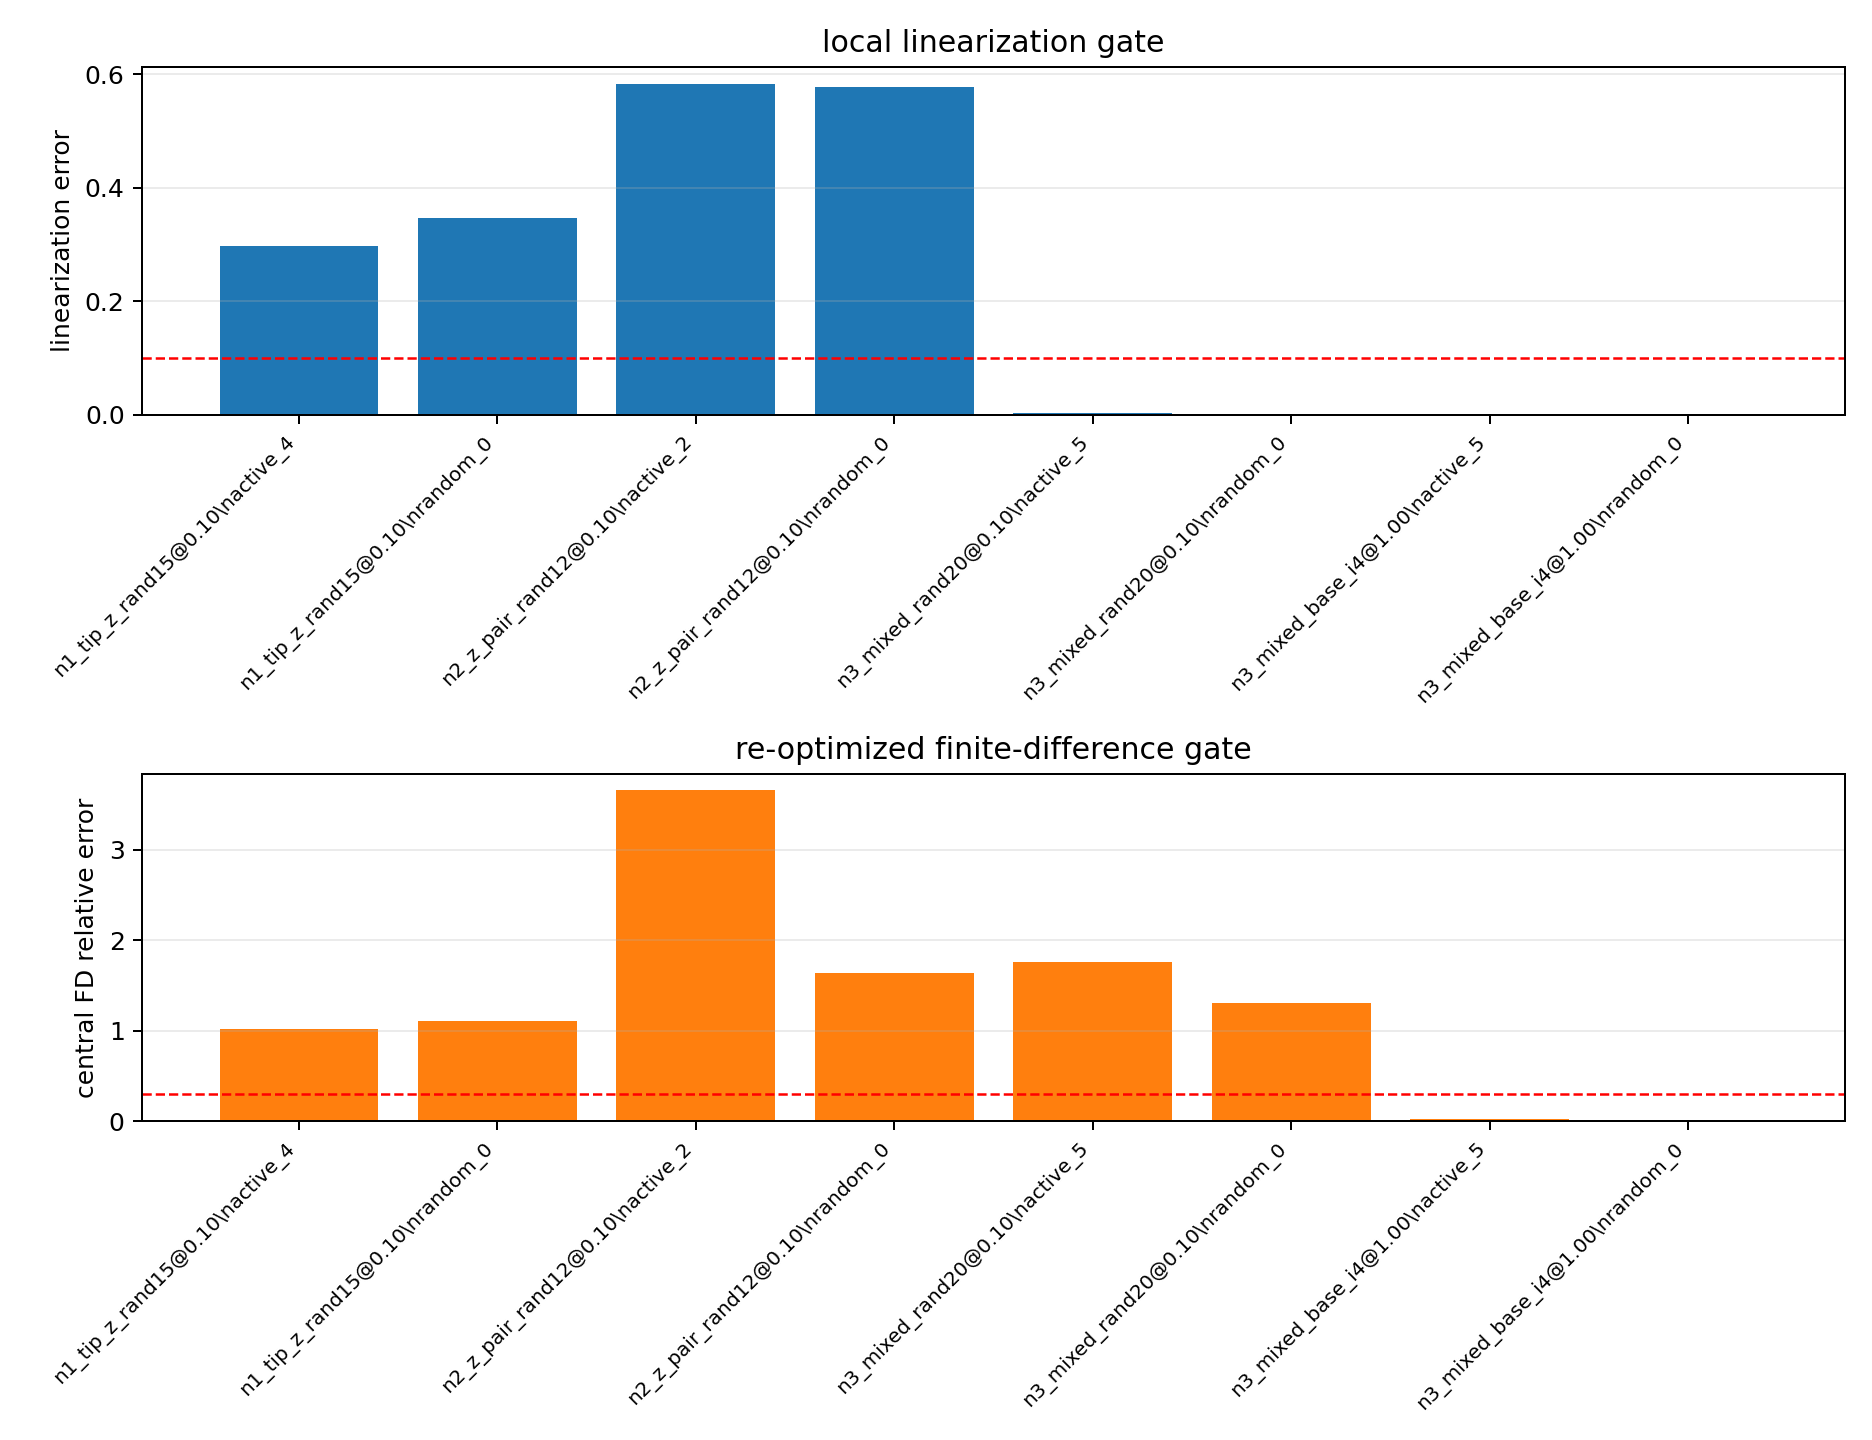 local linearization gate
linearization error
0.6
0.4
0.2
0.0
n1_tip_z_rand15@0.10\nactive_4
n1_tip_z_rand15@0.10\nrandom_0
n2_z_pair_rand12@0.10\nactive_2
n2_z_pair_rand12@0.10\nrandom_0
n3_mixed_rand20@0.10\nactive_5
n3_mixed_rand20@0.10\nrandom_0
n3_mixed_base_i4@1.00\nactive_5
n3_mixed_base_i4@1.00\nrandom_0
re-optimized finite-difference gate
central FD relative error
3
2
1
0
n1_tip_z_rand15@0.10\nactive_4
n1_tip_z_rand15@0.10\nrandom_0
n2_z_pair_rand12@0.10\nactive_2
n2_z_pair_rand12@0.10\nrandom_0
n3_mixed_rand20@0.10\nactive_5
n3_mixed_rand20@0.10\nrandom_0
n3_mixed_base_i4@1.00\nactive_5
n3_mixed_base_i4@1.00\nrandom_0